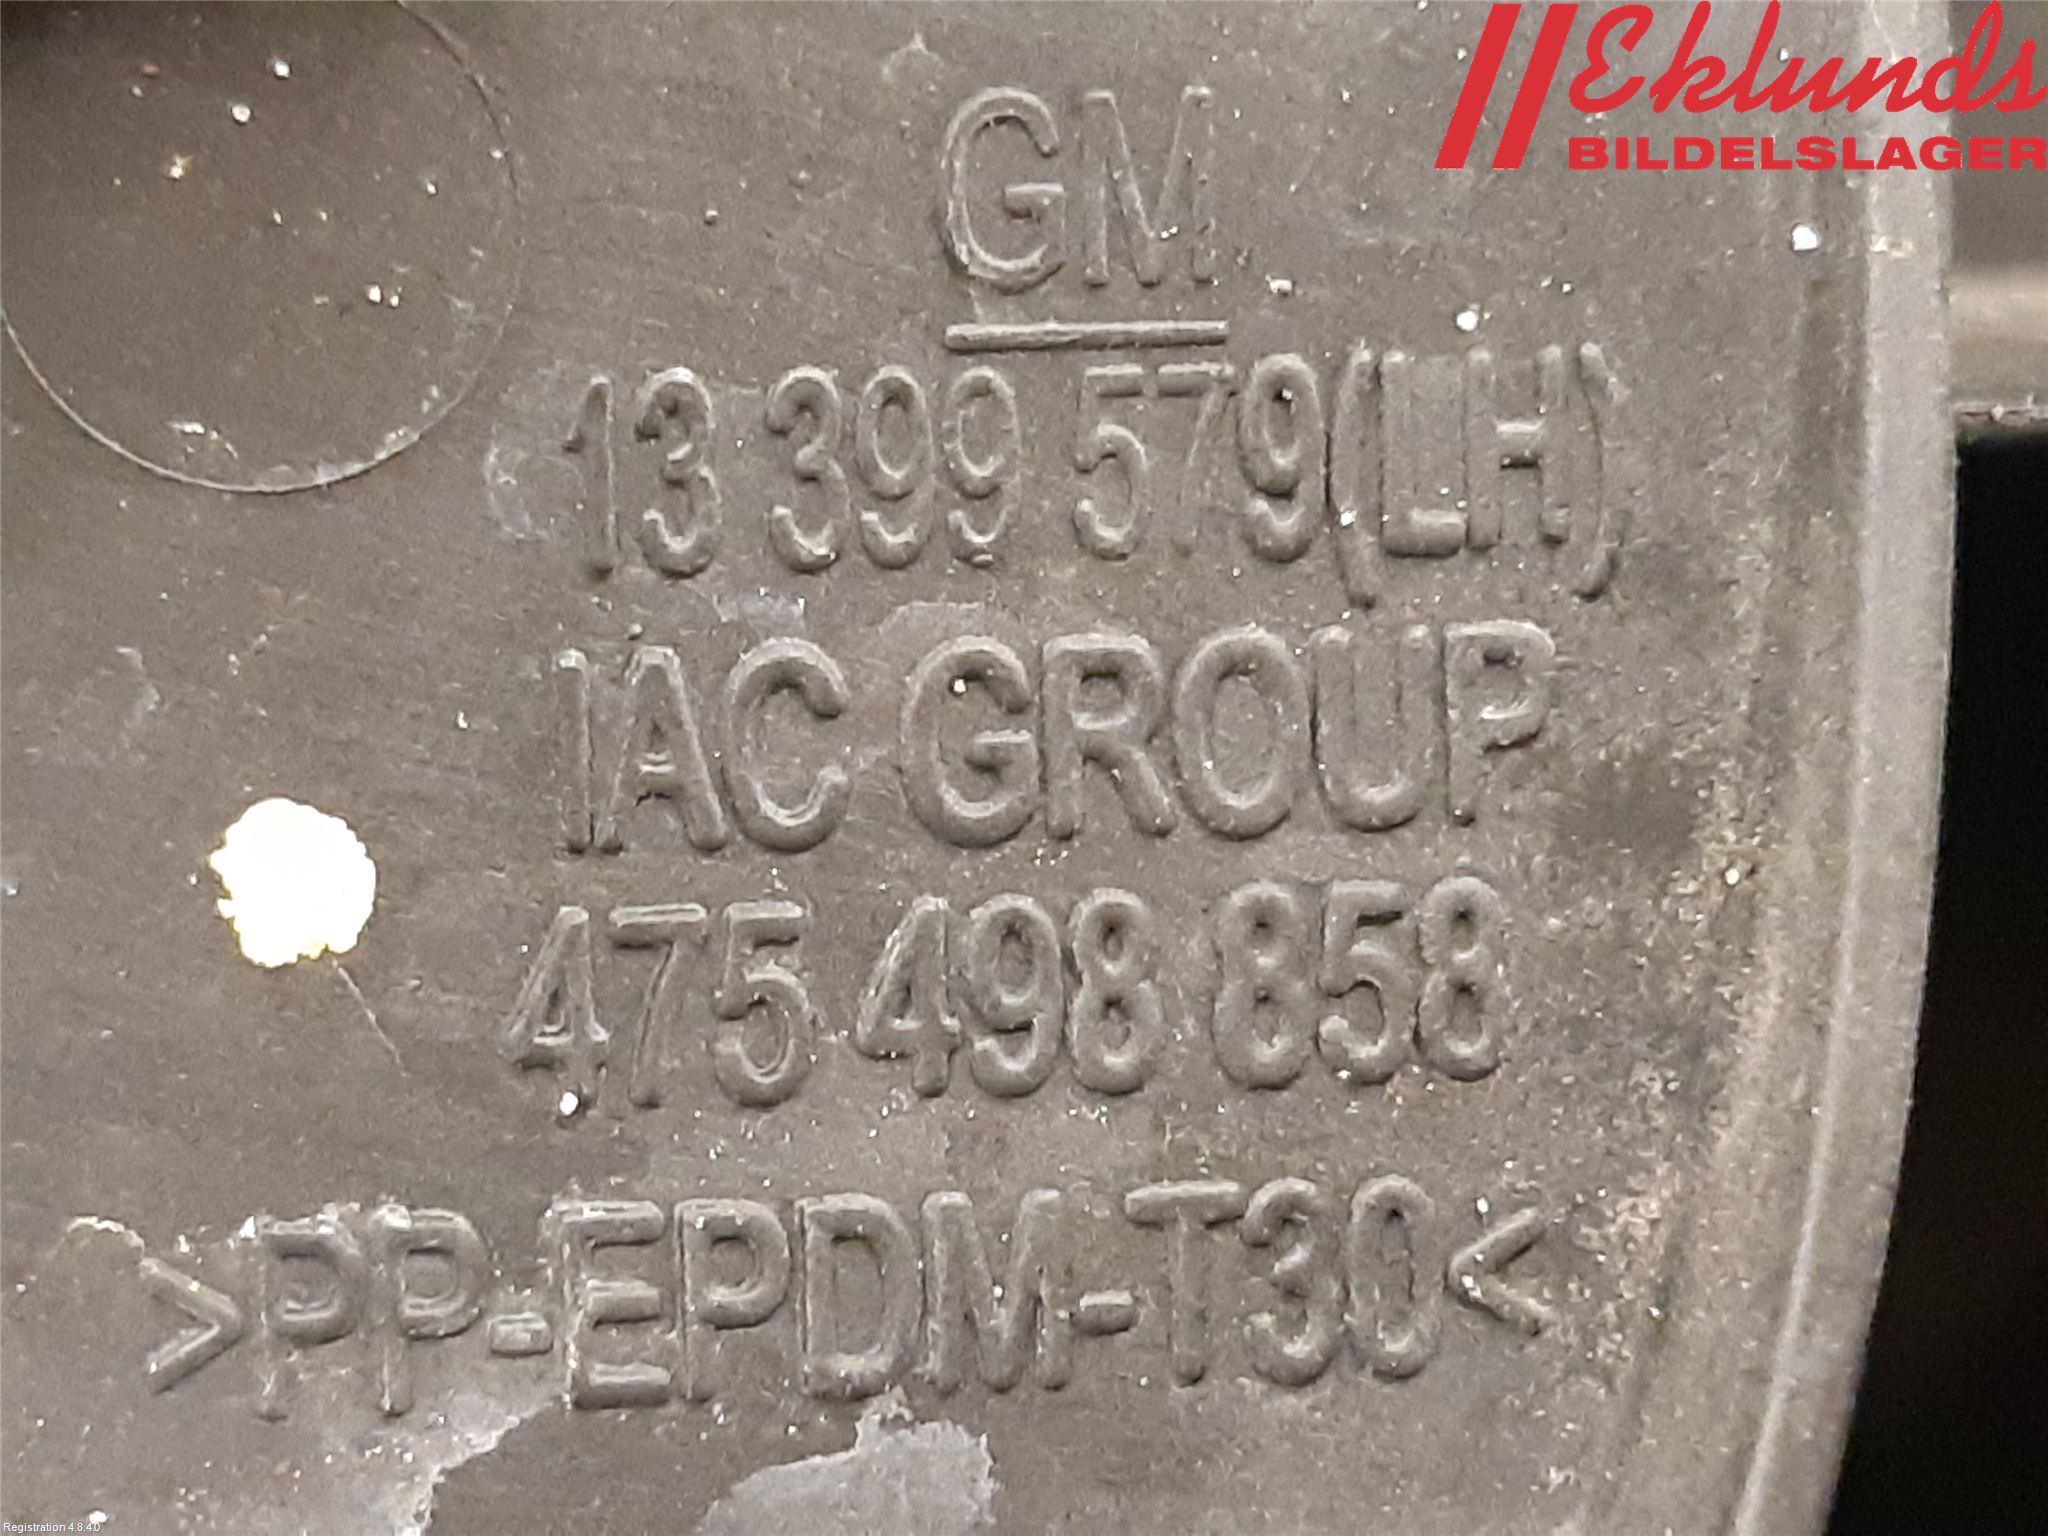 Eklunds
BILDELSLAGER
GM
13 399 579(LH)
IAC GROUP
475 498 858
>PP-EPDM-T30<
Registration 4.8.4.0